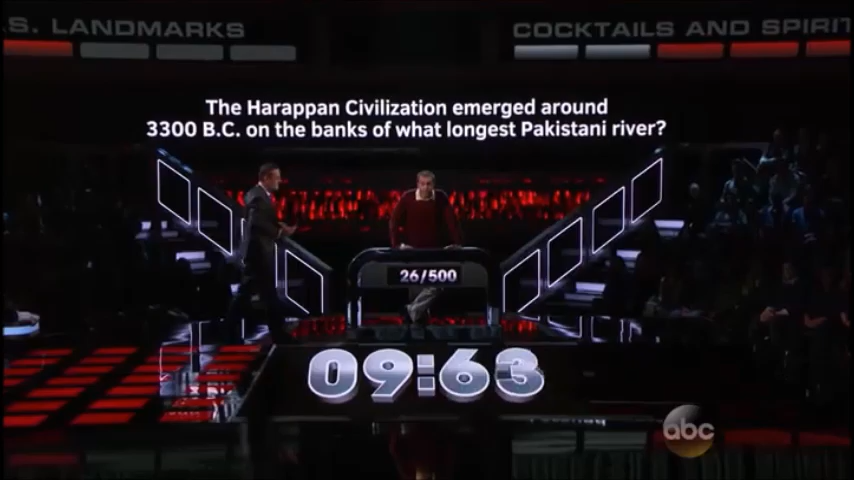 .S. LANDMARKS
COCKTAILS AND SPIRIT
The Harappan Civilization emerged around
3300 B.C. on the banks of what longest Pakistani river?
26/500
09:63
abc